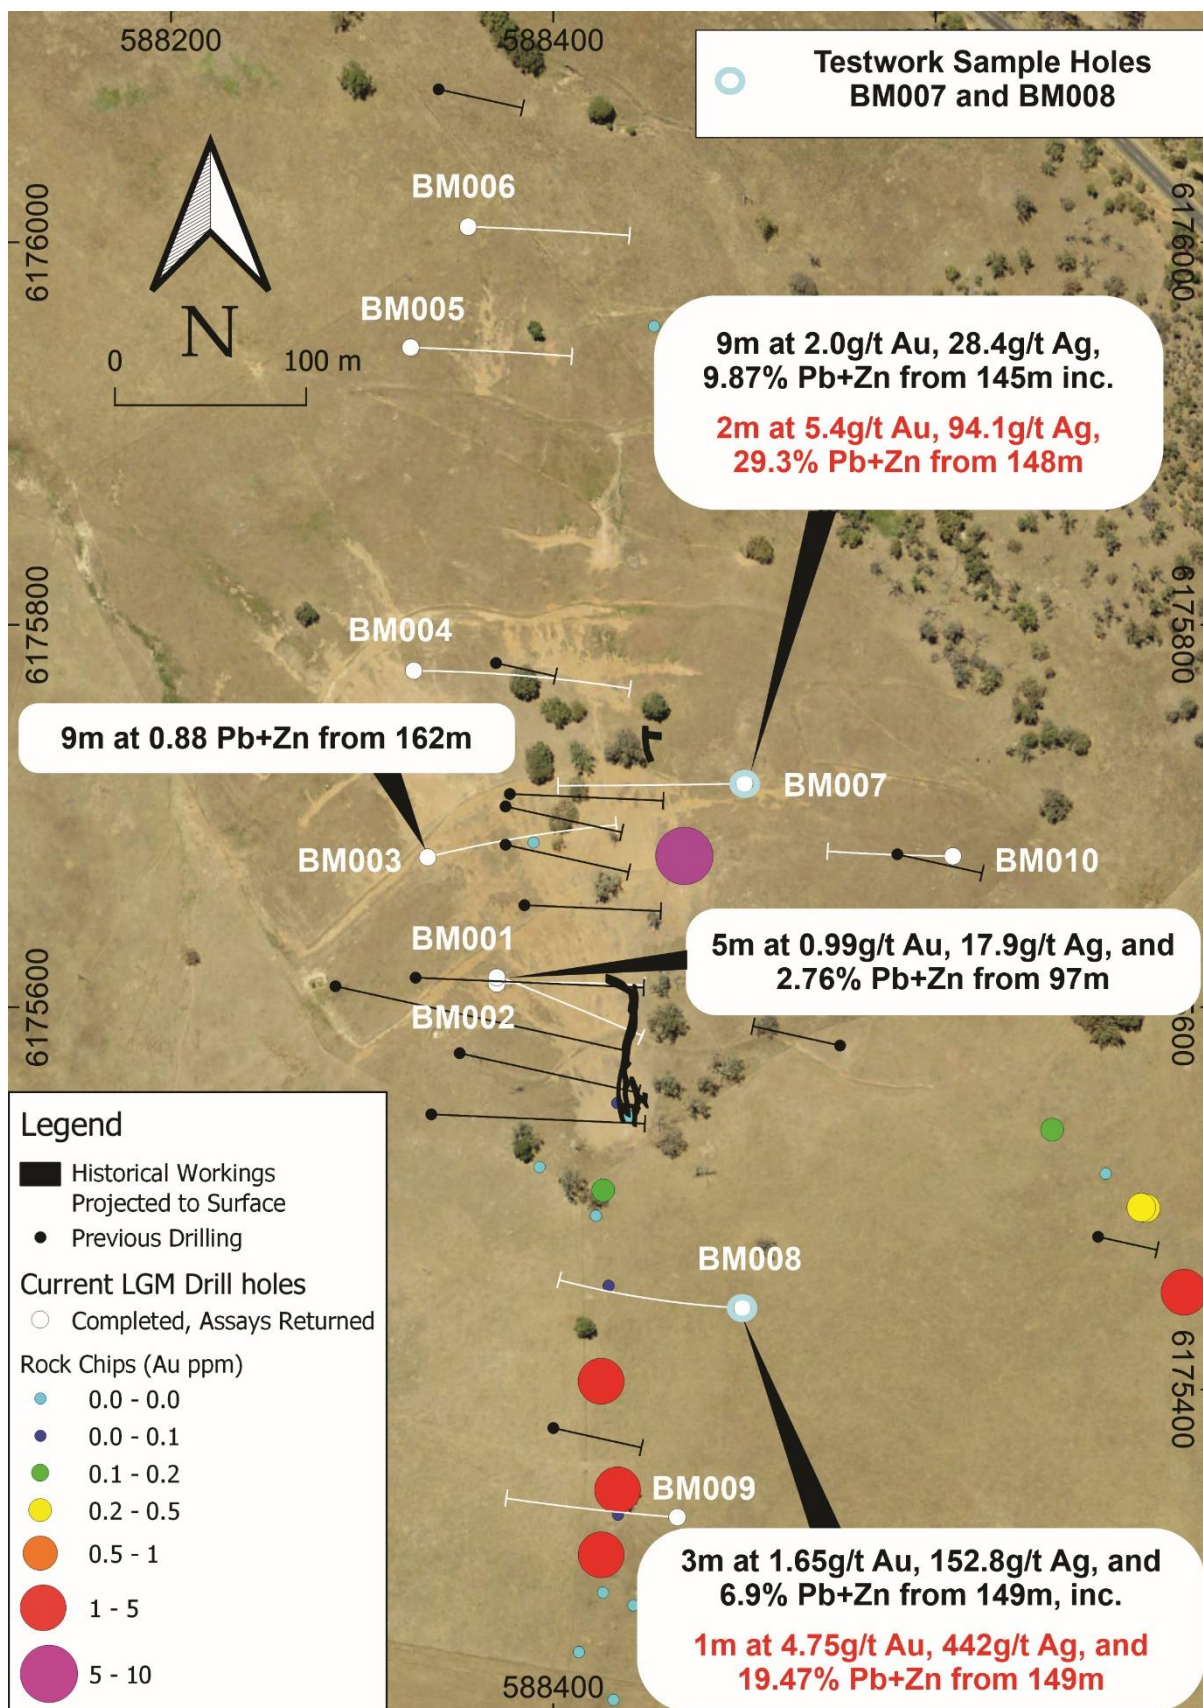 588200
588400
Testwork Sample Holes
BM007 and BM008
BM006
6176000
6176000
N
BM005
0 100 m
9m at 2.0g/t Au, 28.4g/t Ag,
9.87% Pb+Zn from 145m inc.
2m at 5.4g/t Au, 94.1g/t Ag,
29.3% Pb+Zn from 148m
6175800
6175800
BM004
9m at 0.88 Pb+Zn from 162m
BM007
BM003
BM010
BM001
5m at 0.99g/t Au, 17.9g/t Ag, and
2.76% Pb+Zn from 97m
6175600
BM002
Legend
Historical Workings
Projected to Surface
Previous Drilling
Current LGM Drill holes
Completed, Assays Returned
Rock Chips (Au ppm)
0.0 - 0.0
0.0 - 0.1
0.1 - 0.2
0.2 - 0.5
0.5 - 1
1 - 5
5 - 10
BM008
6175400
BM009
3m at 1.65g/t Au, 152.8g/t Ag, and
6.9% Pb+Zn from 149m, inc.
1m at 4.75g/t Au, 442g/t Ag, and
19.47% Pb+Zn from 149m
588400